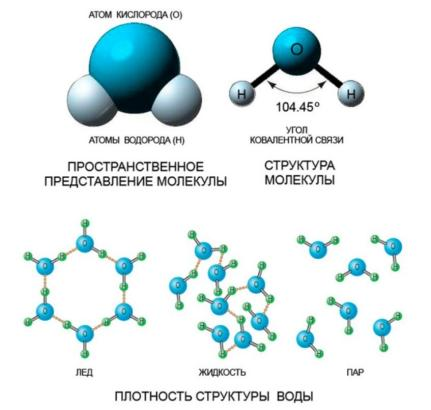 АТОМ КИСЛОРОДА (О)
АТОМЫ ВОДОРОДА (Н)
ПРОСТРАНСТВЕННОЕ
ПРЕДСТАВЛЕНИЕ МОЛЕКУЛЫ
O
H
H
104.45°
УГОЛ
КОВАЛЕНТНОЙ СВЯЗИ
СТРУКТУРА
МОЛЕКУЛЫ
ЛЕД
ЖИДКОСТЬ
ПАР
ПЛОТНОСТЬ СТРУКТУРЫ ВОДЫ